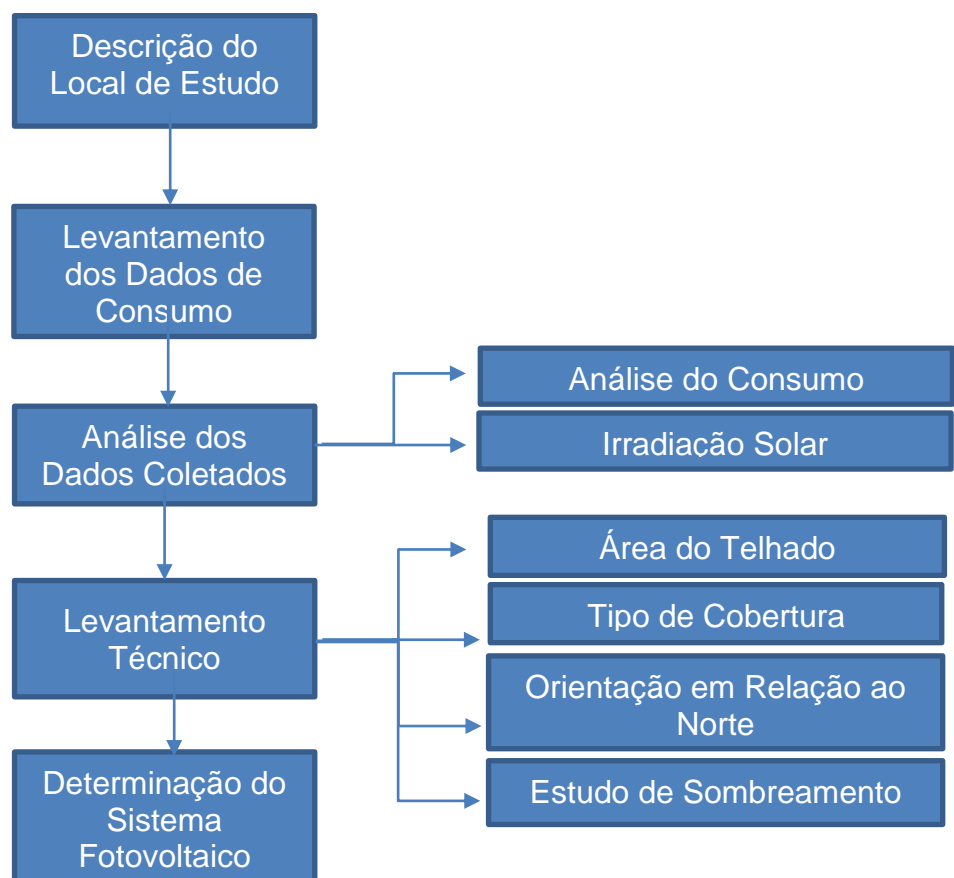 Descrição do
Local de Estudo
Levantamento
dos Dados de
Consumo
Análise dos
Dados Coletados
Análise do Consumo
Irradiação Solar
Levantamento
Técnico
Área do Telhado
Tipo de Cobertura
Orientação em Relação ao
Norte
Estudo de Sombreamento
Determinação do
Sistema
Fotovoltaico